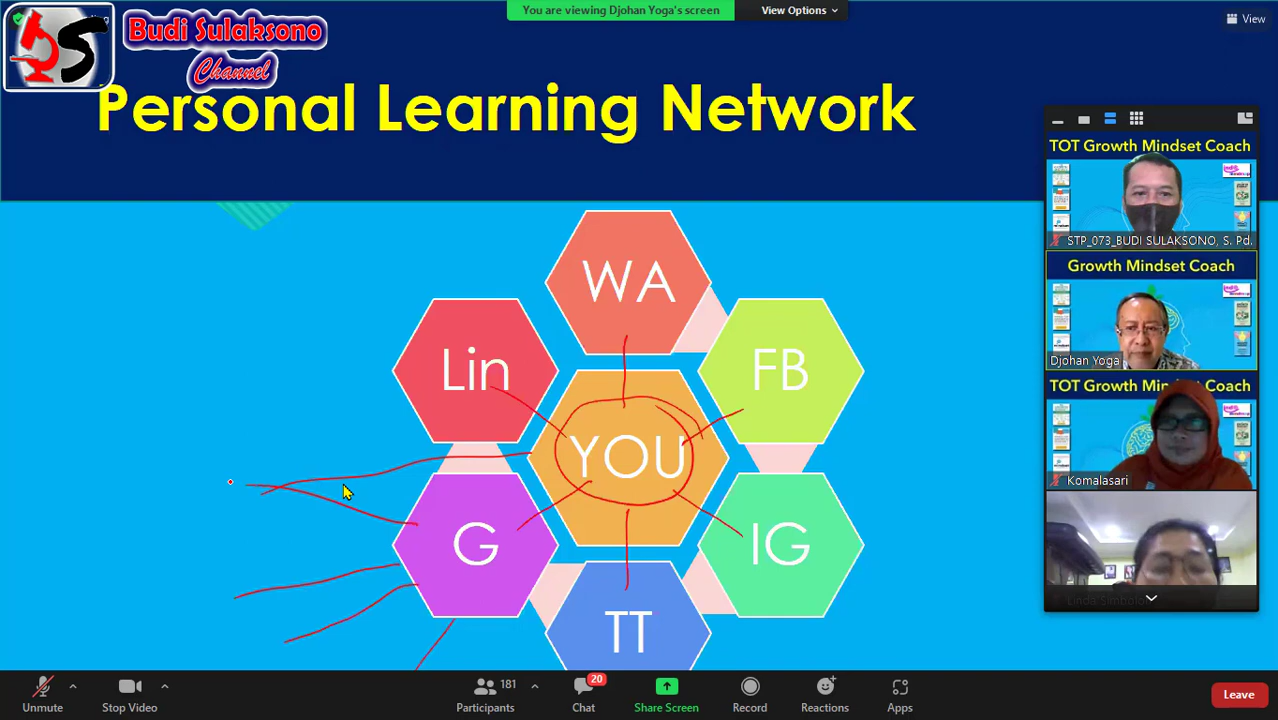 You are viewing Djohan Yoga's screen
View Options
View
Budi Sulaksono
Channel
Personal Learning Network
WA
Lin
FB
YOU
G
IG
TT
TOT Growth Mindset Coach
STP_073_BUDI SULAKSONO, S. Pd.
Growth Mindset Coach
Djohan Yoga
TOT Growth Mindset Coach
Komalasari
Unmute
Stop Video
181
Participants
20
Chat
Share Screen
Record
Reactions
Apps
Leave